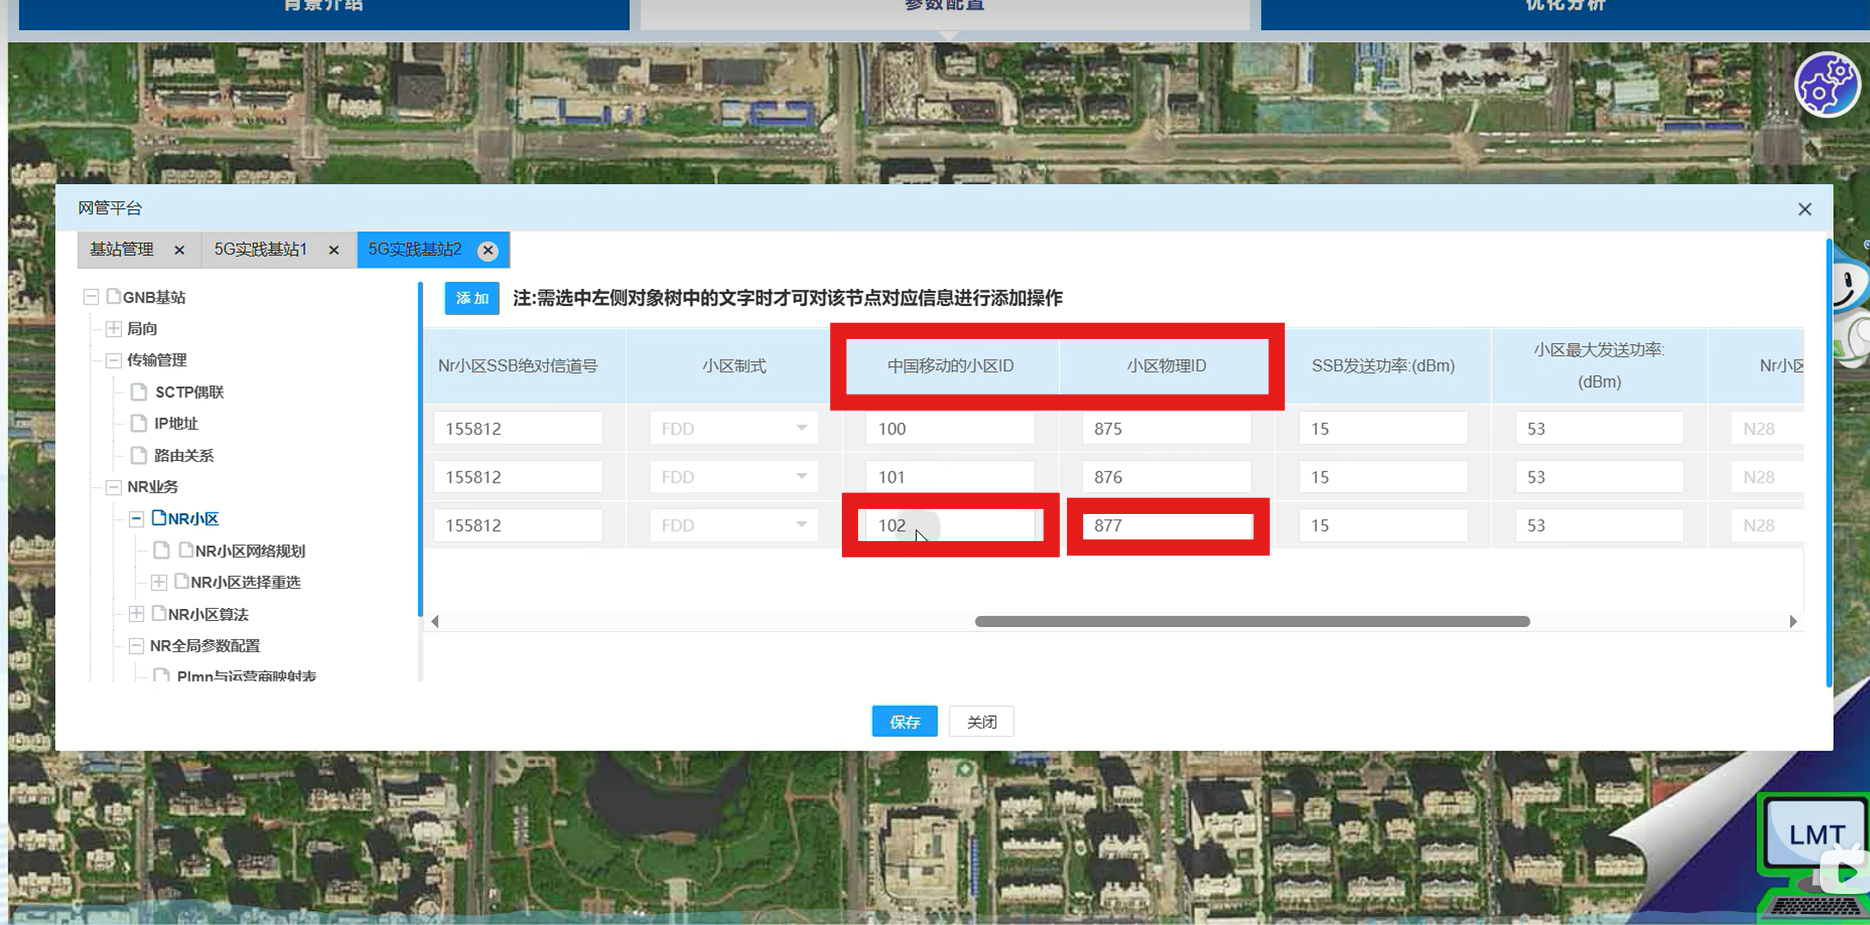 背景介绍
参数配置
优化分析
网管平台
基站管理
5G实践基站1
5G实践基站2
GNB基站
局向
传输管理
SCTP偶联
IP地址
路由关系
NR业务
NR小区
NR小区网络规划
NR小区选择重选
NR小区算法
NR全局参数配置
Plmn与运营商映射表
添加 注:需选中左侧对象树中的文字时才可对该节点对应信息进行添加操作
Nr小区SSB绝对信道号 小区制式 中国移动的小区ID 小区物理ID SSB发送功率:(dBm) 小区最大发送功率: Nr小区
(dBm)
155812 FDD 100 875 15 53 N28
155812 FDD 101 876 15 53 N28
155812 FDD 102 877 15 53 N28
保存 关闭
LMT